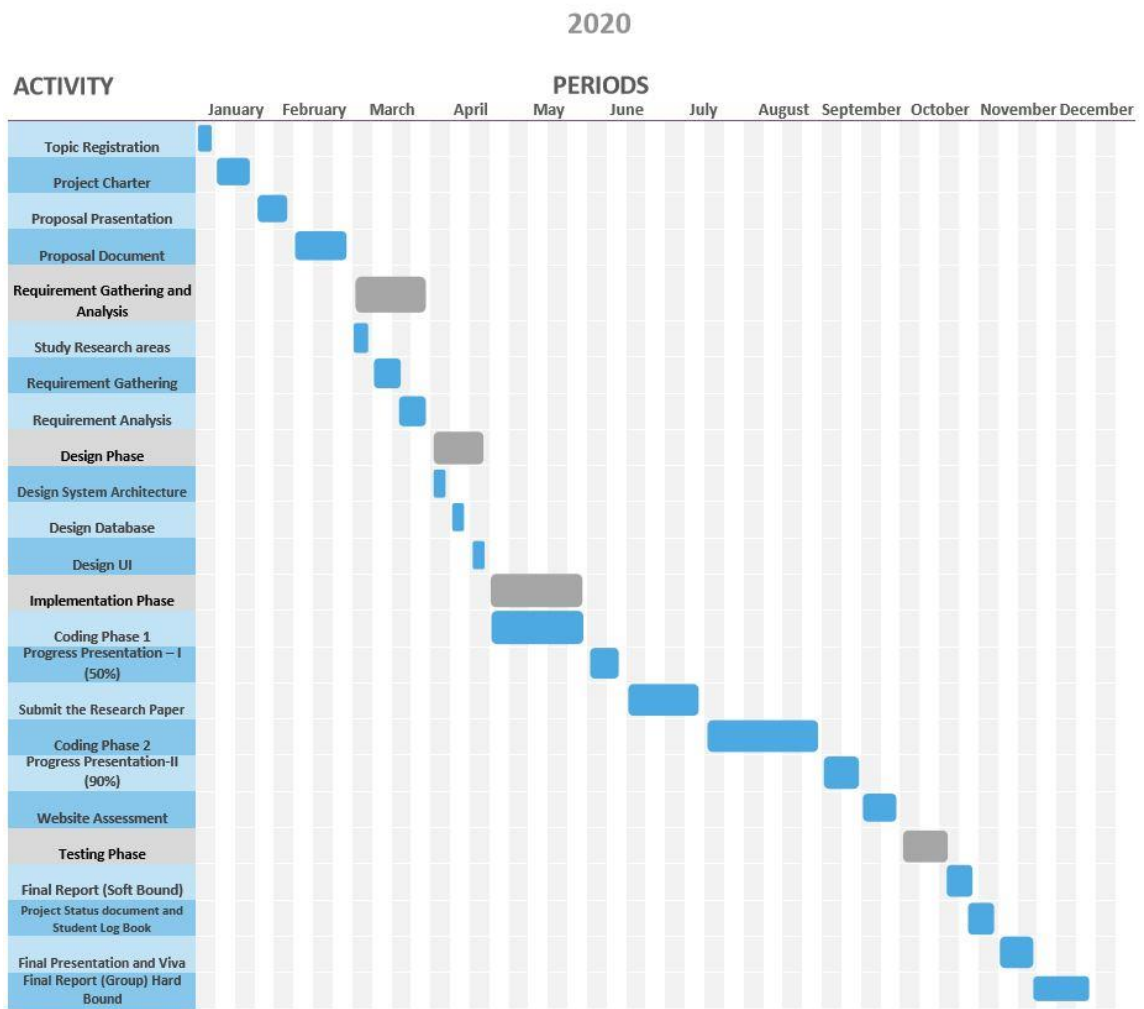 2020
ACTIVITY
PERIODS
January February March April May June July August September October November December
Topic Registration
Project Charter
Proposal Prasentation
Proposal Document
Requirement Gathering and
Analysis
Study Research areas
Requirement Gathering
Requirement Analysis
Design Phase
Design System Architecture
Design Database
Design UI
Implementation Phase
Coding Phase 1
Progress Presentation – I
(50%)
Submit the Research Paper
Coding Phase 2
Progress Presentation-II
(90%)
Website Assessment
Testing Phase
Final Report (Soft Bound)
Project Status document and
Student Log Book
Final Presentation and Viva
Final Report (Group) Hard
Bound